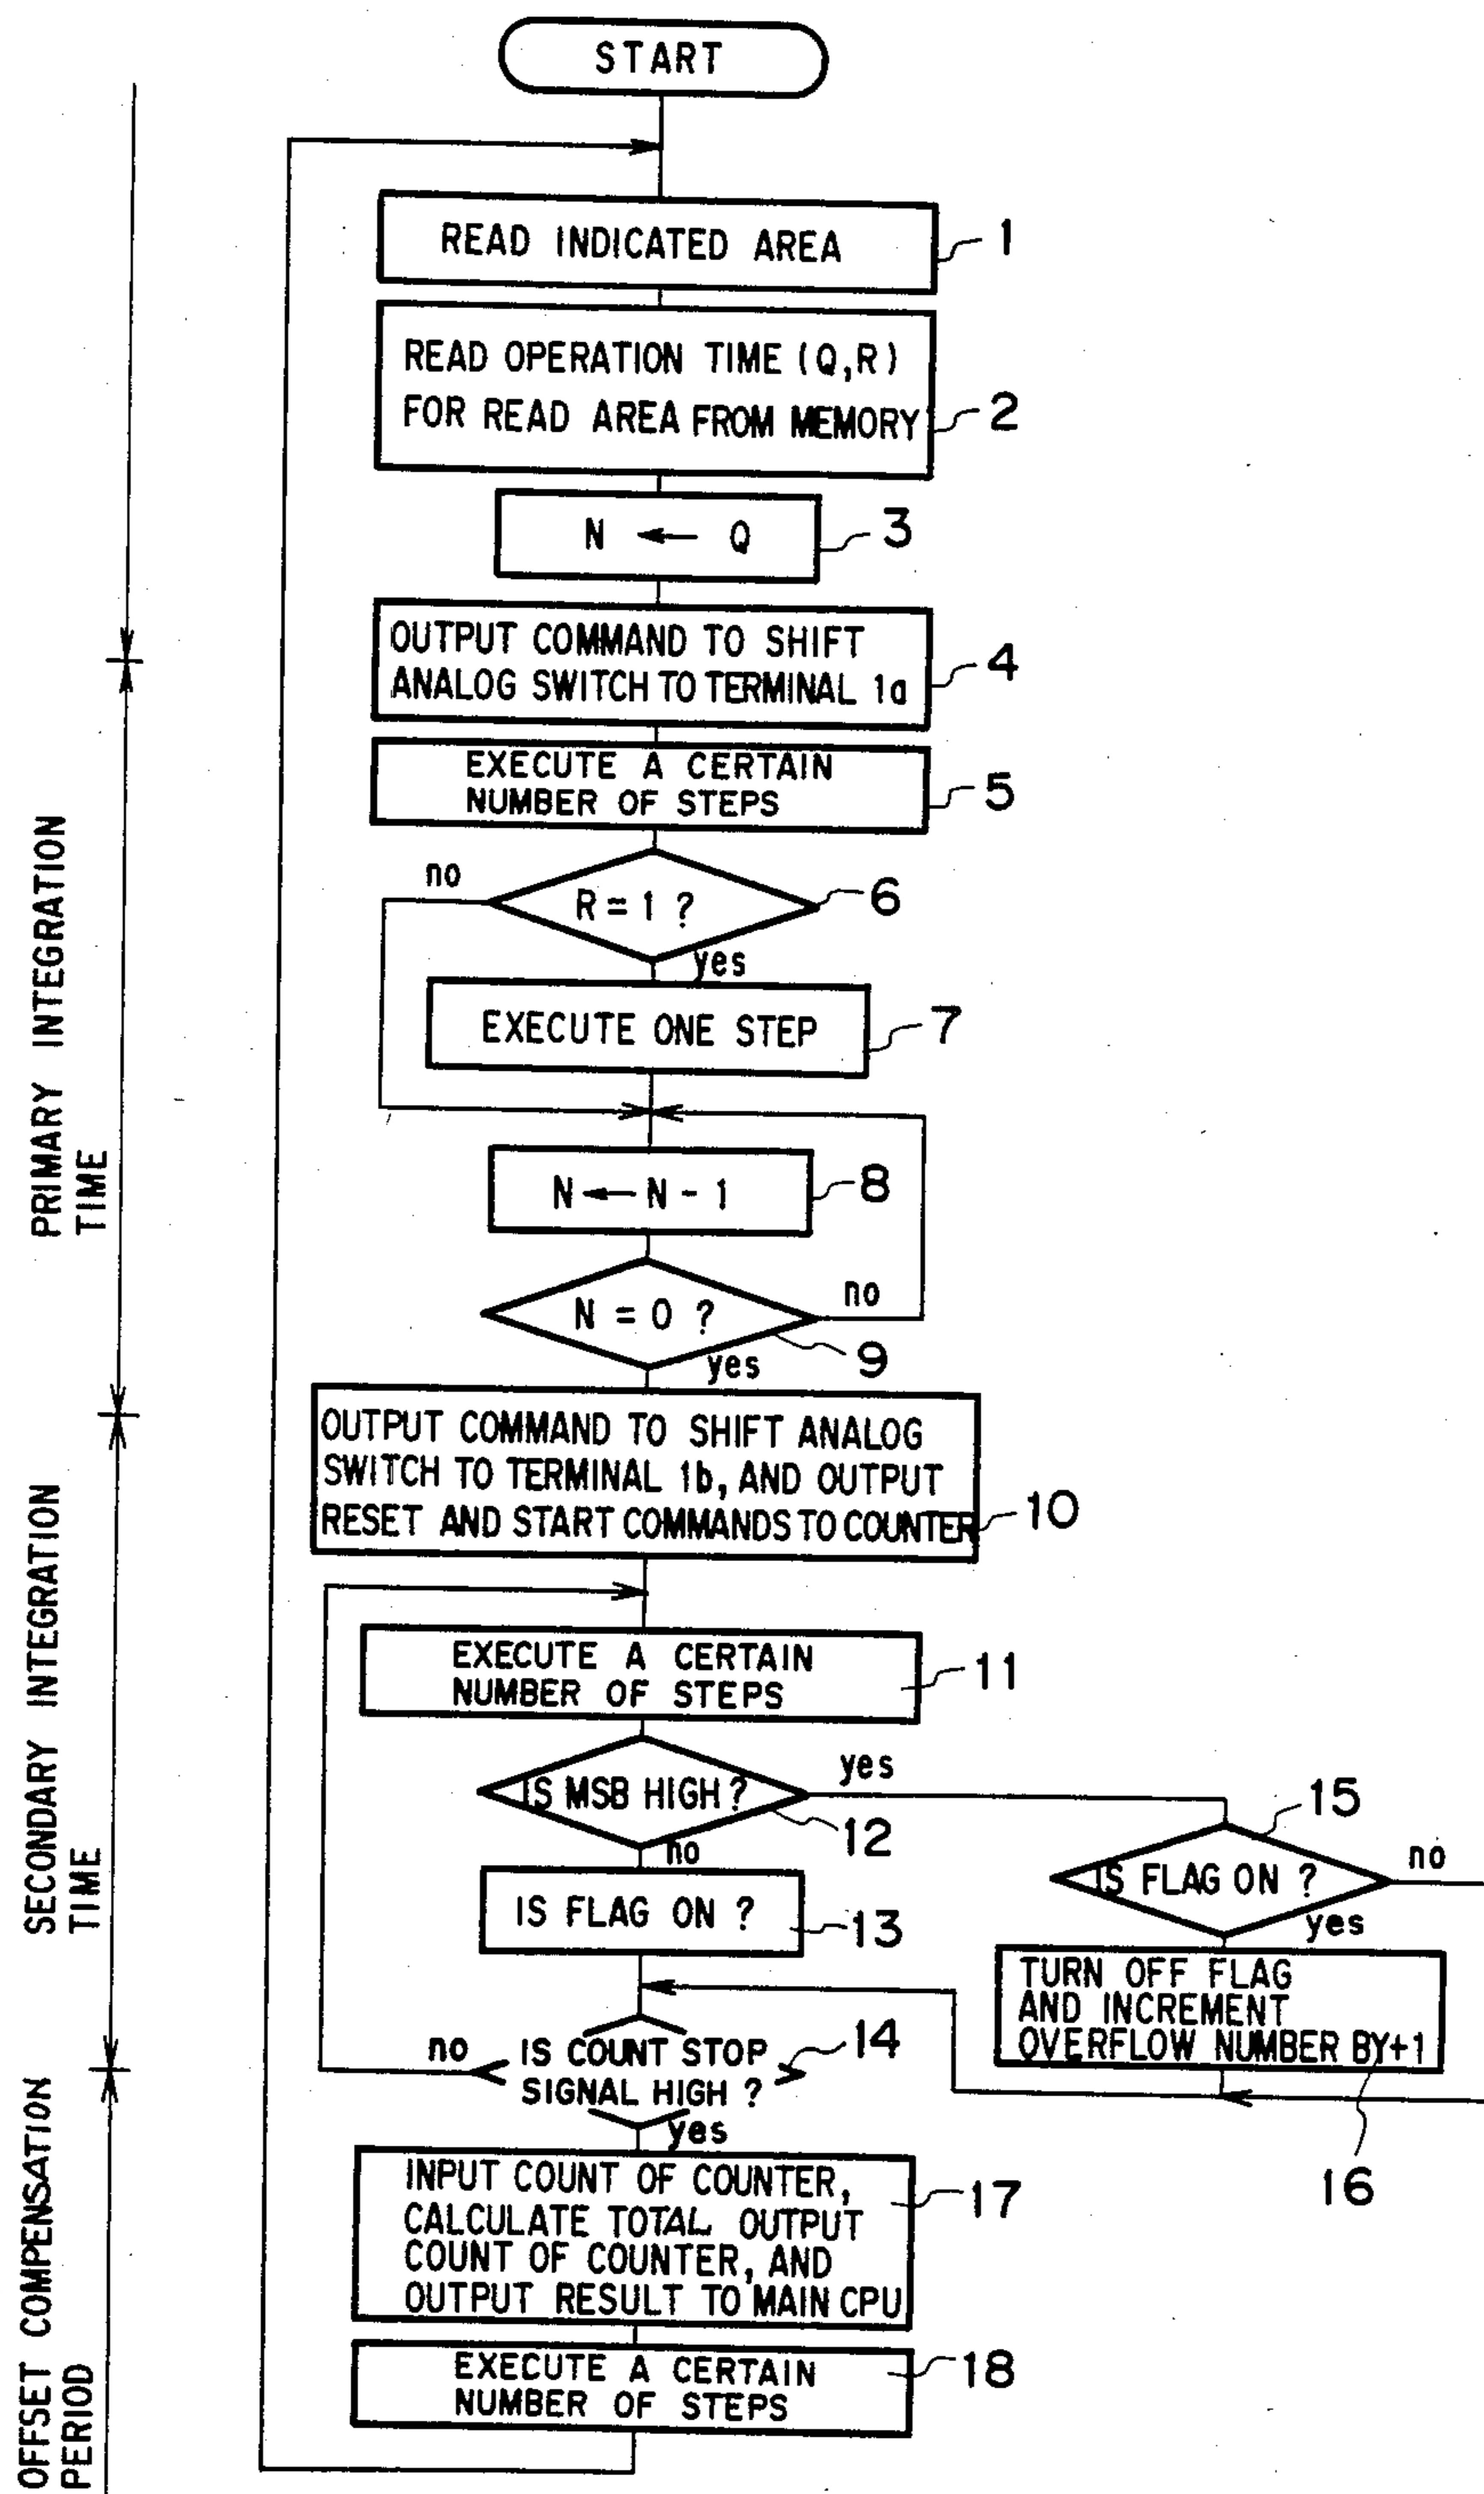 START
READ INDICATED AREA
1
READ OPERATION TIME (Q,R)
FOR READ AREA FROM MEMORY
2
N ← Q
3
OUTPUT COMMAND TO SHIFT
ANALOG SWITCH TO TERMINAL 1a
4
EXECUTE A CERTAIN
NUMBER OF STEPS
5
no
R = 1 ?
6
yes
EXECUTE ONE STEP
7
N ← N - 1
8
N = 0 ?
no
9
yes
OUTPUT COMMAND TO SHIFT ANALOG
SWITCH TO TERMINAL 1b, AND OUTPUT
RESET AND START COMMANDS TO COUNTER
10
EXECUTE A CERTAIN
NUMBER OF STEPS
11
IS MSB HIGH ?
yes
12
no
IS FLAG ON ?
13
15
IS FLAG ON ?
no
yes
TURN OFF FLAG
AND INCREMENT
OVERFLOW NUMBER BY+1
16
no
IS COUNT STOP
SIGNAL HIGH ?
14
yes
INPUT COUNT OF COUNTER,
CALCULATE TOTAL OUTPUT
COUNT OF COUNTER, AND
OUTPUT RESULT TO MAIN CPU
17
EXECUTE A CERTAIN
NUMBER OF STEPS
18
PRIMARY INTEGRATION
TIME
SECONDARY INTEGRATION
TIME
OFFSET COMPENSATION
PERIOD